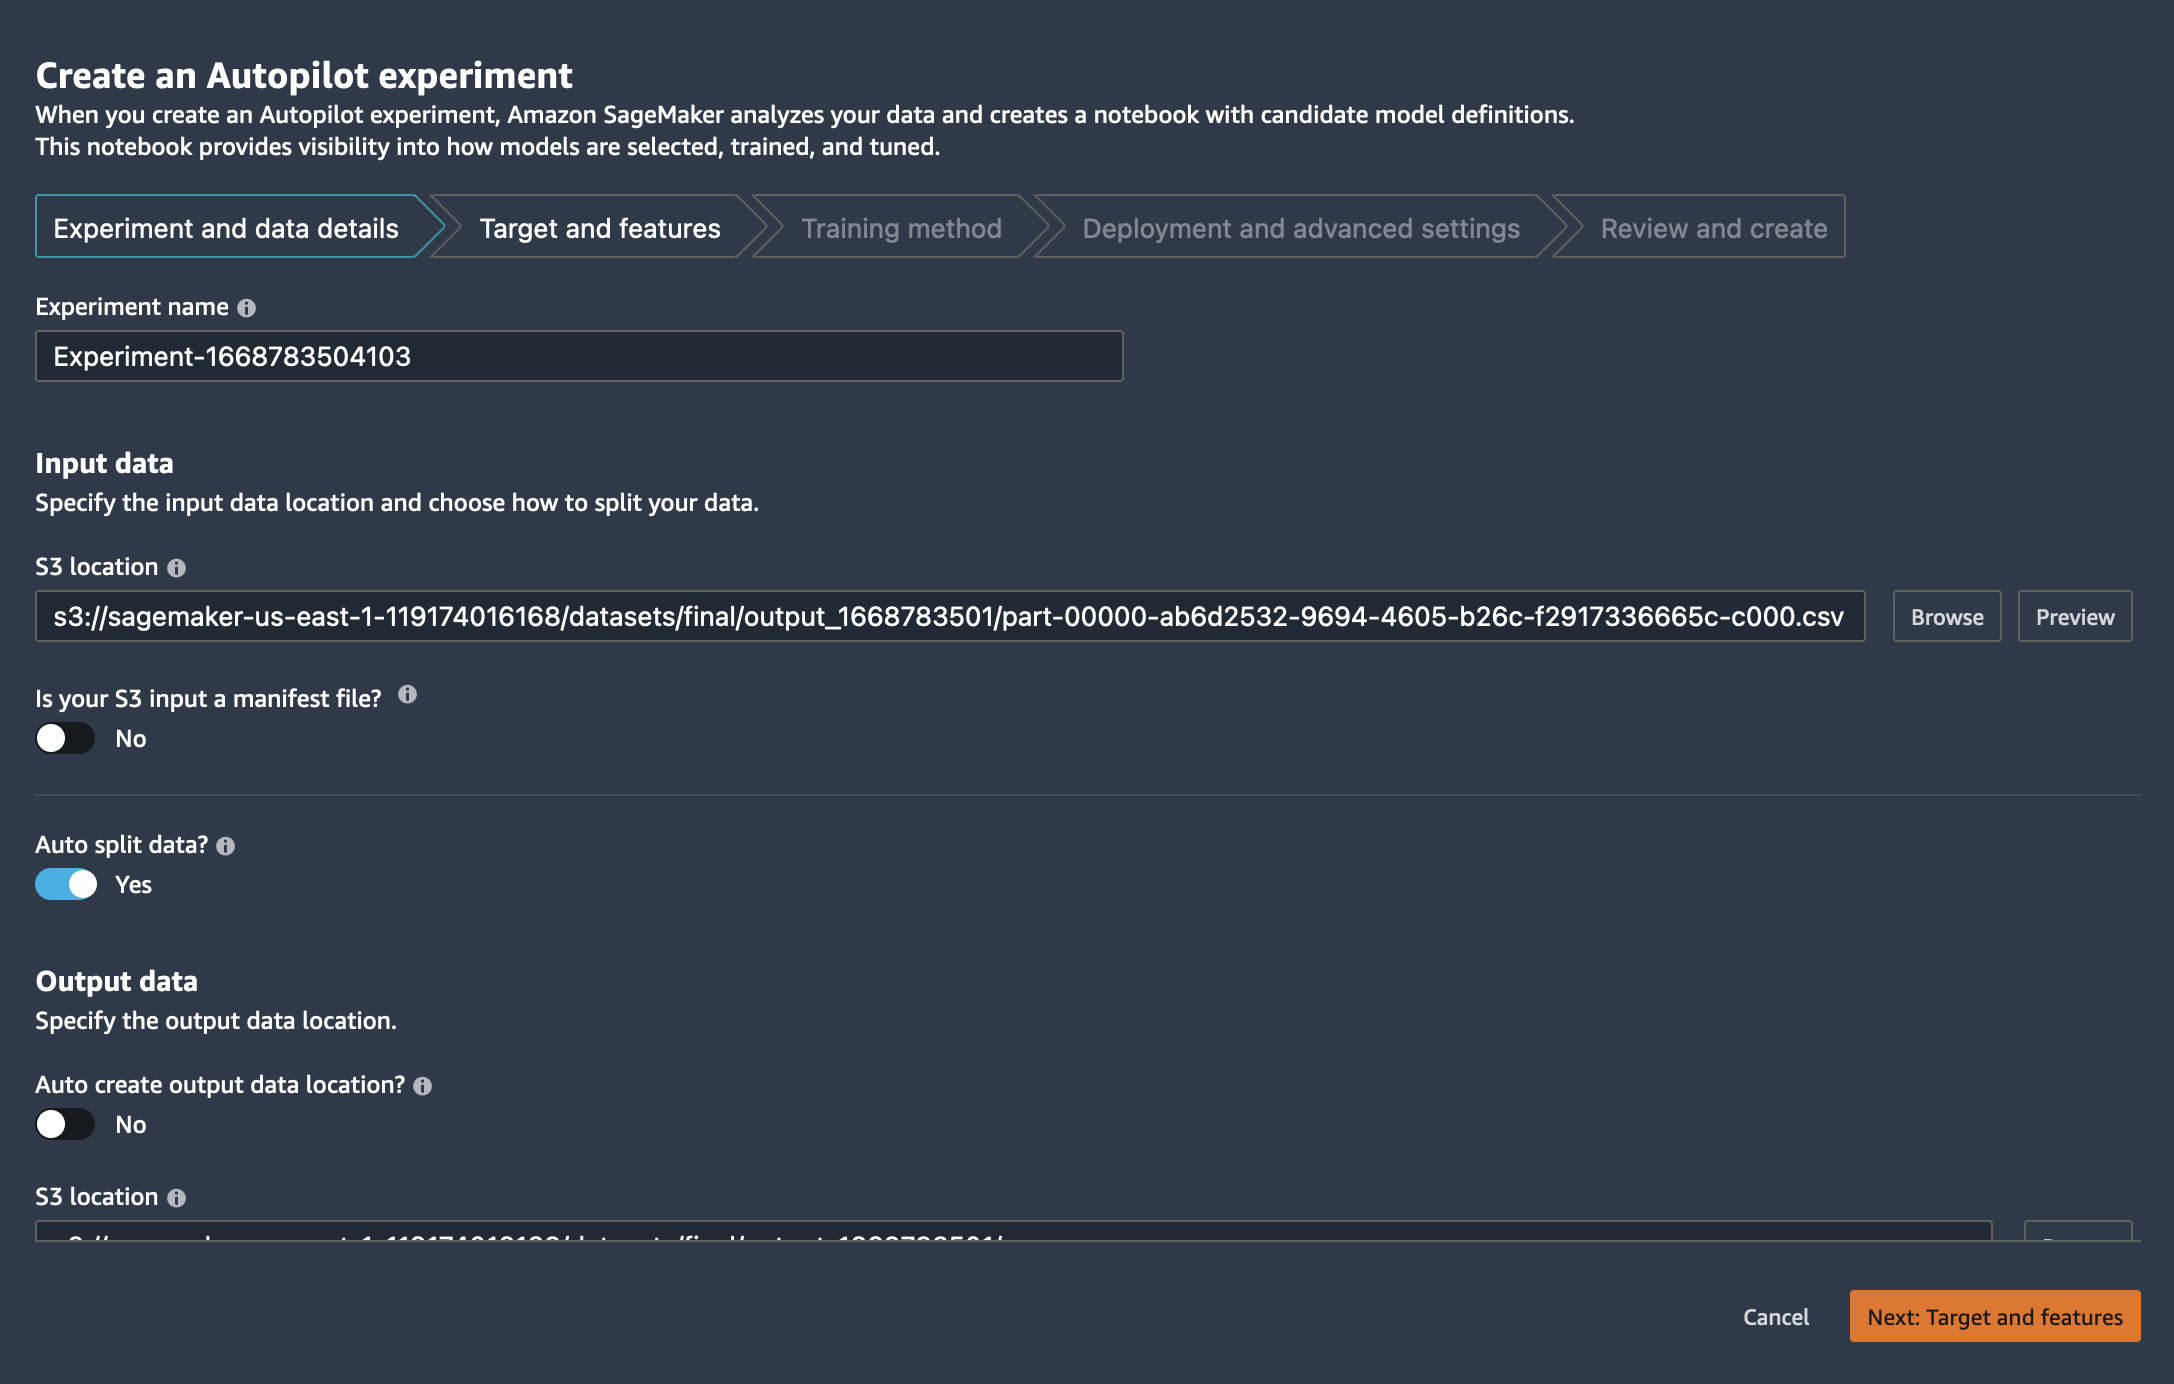 Create an Autopilot experiment
When you create an Autopilot experiment, Amazon SageMaker analyzes your data and creates a notebook with candidate model definitions.
This notebook provides visibility into how models are selected, trained, and tuned.
Experiment and data details
Target and features
Training method
Deployment and advanced settings
Review and create
Experiment name
Experiment-1668783504103
Input data
Specify the input data location and choose how to split your data.
S3 location
s3://sagemaker-us-east-1-119174016168/datasets/final/output_1668783501/part-00000-ab6d2532-9694-4605-b26c-f2917336665c-c000.csv
Browse
Preview
Is your S3 input a manifest file?
No
Auto split data?
Yes
Output data
Specify the output data location.
Auto create output data location?
No
S3 location
Cancel
Next: Target and features